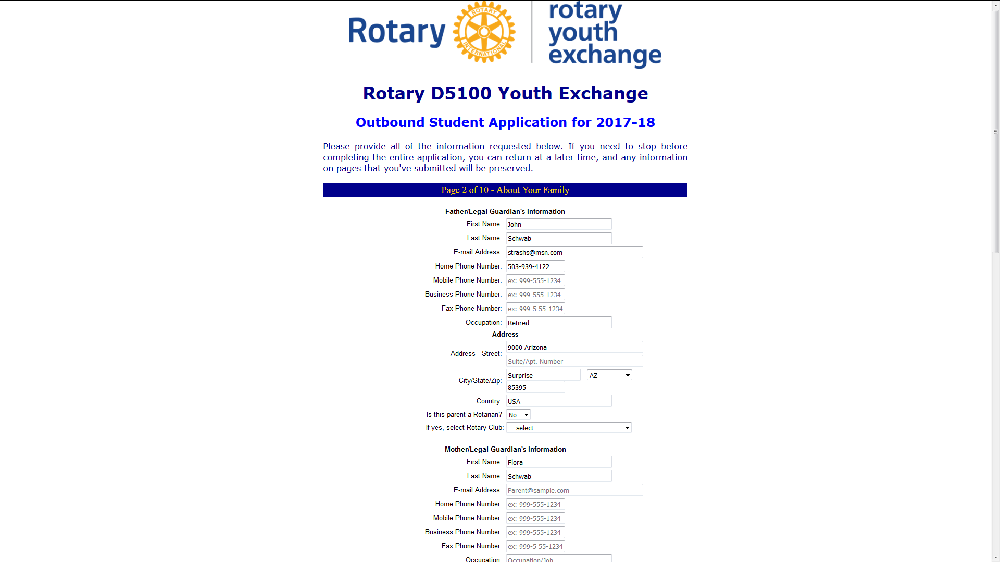 Rotary
ROTARY
INTERNATIONAL
rotary
youth
exchange
Rotary D5100 Youth Exchange
Outbound Student Application for 2017-18
Please provide all of the information requested below. If you need to stop before
completing the entire application, you can return at a later time, and any information
on pages that you've submitted will be preserved.
Page 2 of 10 - About Your Family
Father/Legal Guardian's Information
First Name: John
Last Name: Schwab
E-mail Address: strashs@msn.com
Home Phone Number: 503-939-4122
Mobile Phone Number: ex: 999-555-1234
Business Phone Number: ex: 999-555-1234
Fax Phone Number: ex: 999-5 55-1234
Occupation: Retired
Address
Address - Street: 9000 Arizona
Suite/Apt. Number
City/State/Zip: Surprise AZ
85395
Country: USA
Is this parent a Rotarian? No
If yes, select Rotary Club: -- select --
Mother/Legal Guardian's Information
First Name: Flora
Last Name: Schwab
E-mail Address: Parent@sample.com
Home Phone Number: ex: 999-555-1234
Mobile Phone Number: ex: 999-555-1234
Business Phone Number: ex: 999-555-1234
Fax Phone Number: ex: 999-5 55-1234
Occupation: Occupation/Job